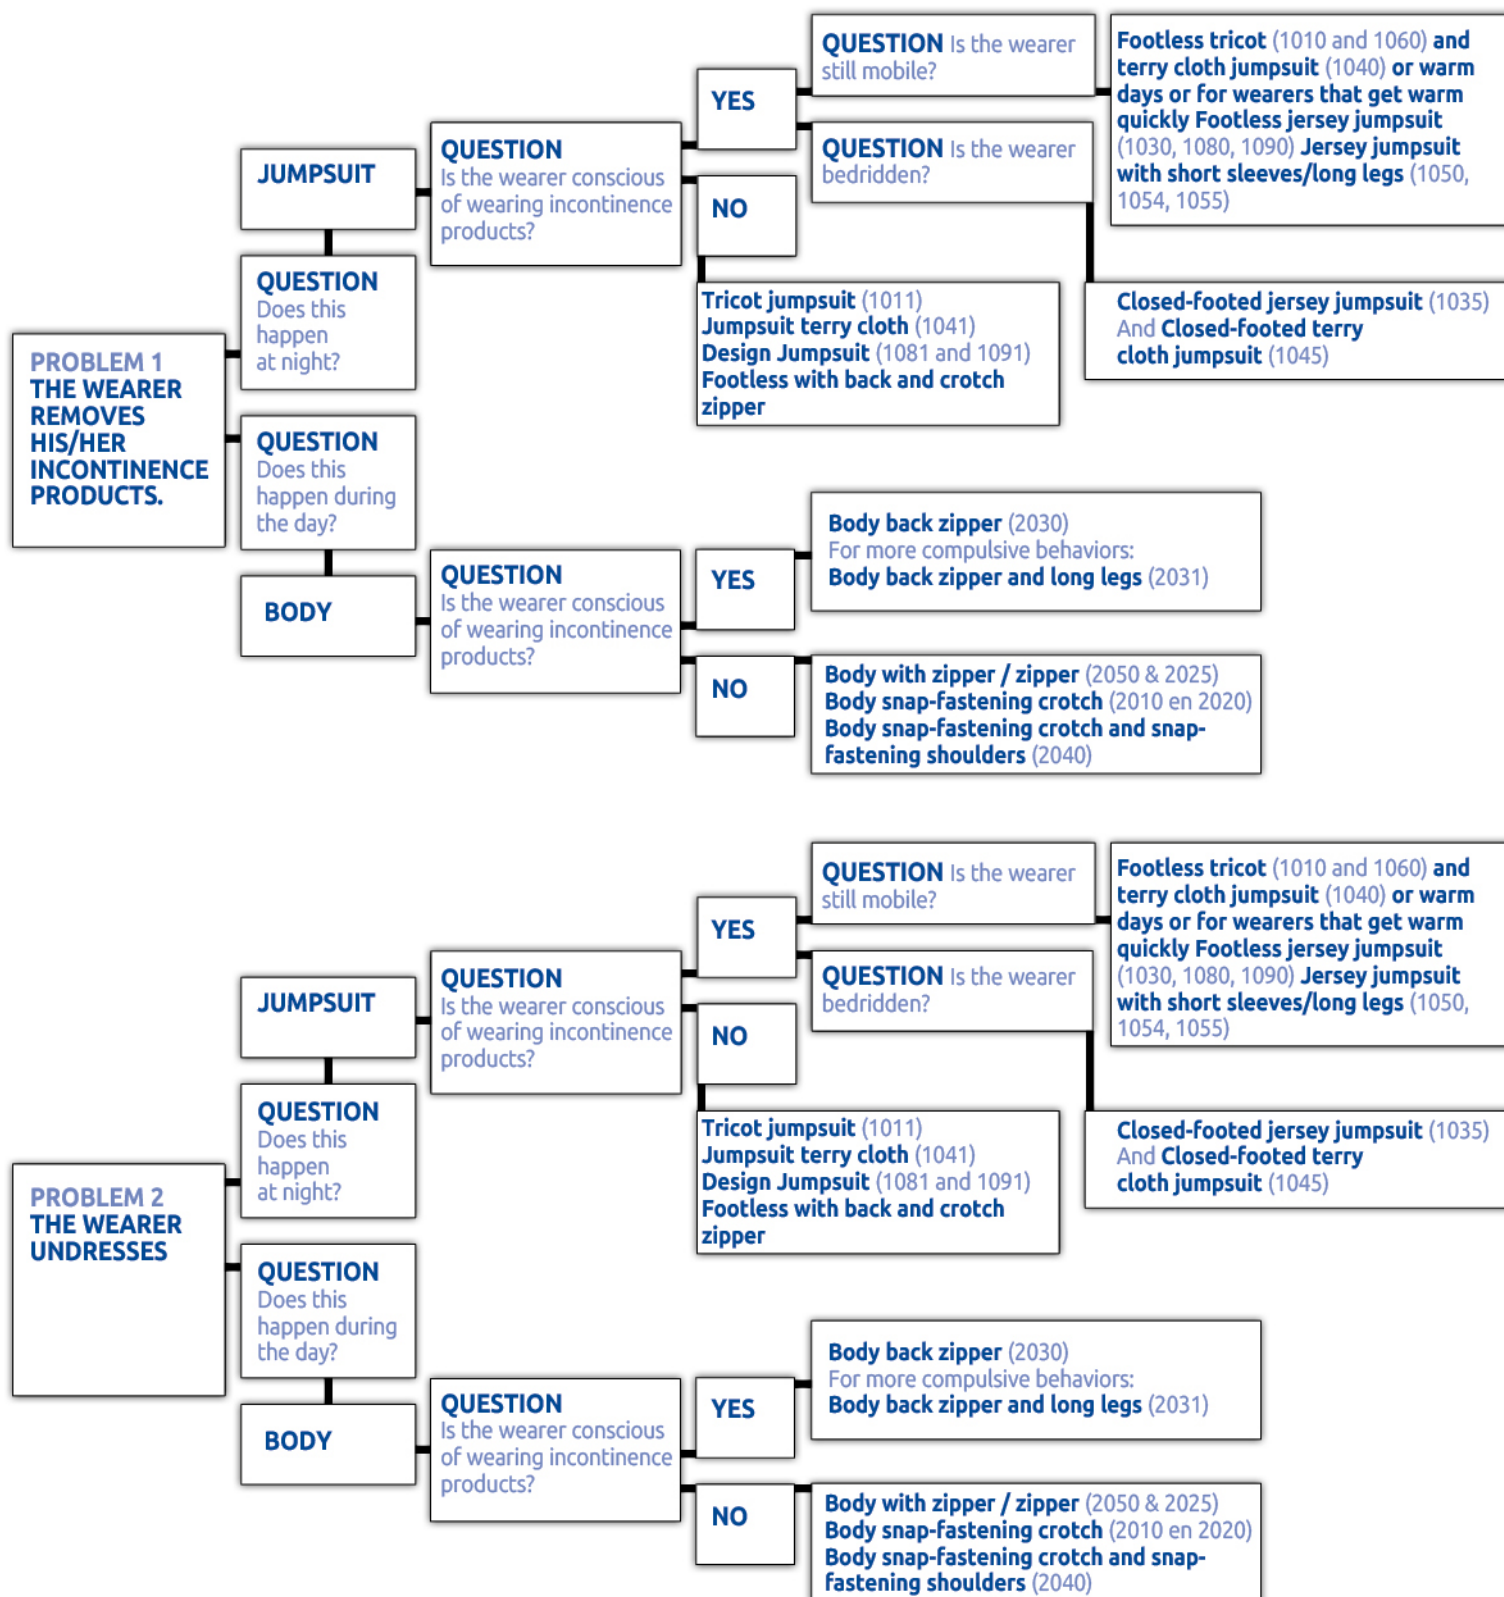 PROBLEM 1
THE WEARER
REMOVES
HIS/HER
INCONTINENCE
PRODUCTS.
QUESTION
Does this
happen
at night?
JUMPSUIT
QUESTION
Is the wearer conscious
of wearing incontinence
products?
YES
QUESTION Is the wearer
still mobile?
Footless tricot (1010 and 1060) and
terry cloth jumpsuit (1040) or warm
days or for wearers that get warm
quickly Footless jersey jumpsuit
(1030, 1080, 1090) Jersey jumpsuit
with short sleeves/long legs (1050,
1054, 1055)
QUESTION Is the wearer
bedridden?
Closed-footed jersey jumpsuit (1035)
And Closed-footed terry
cloth jumpsuit (1045)
NO
Tricot jumpsuit (1011)
Jumpsuit terry cloth (1041)
Design Jumpsuit (1081 and 1091)
Footless with back and crotch
zipper
QUESTION
Does this
happen during
the day?
BODY
QUESTION
Is the wearer conscious
of wearing incontinence
products?
YES
Body back zipper (2030)
For more compulsive behaviors:
Body back zipper and long legs (2031)
NO
Body with zipper / zipper (2050 & 2025)
Body snap-fastening crotch (2010 en 2020)
Body snap-fastening crotch and snap-
fastening shoulders (2040)
PROBLEM 2
THE WEARER
UNDRESSES
QUESTION
Does this
happen
at night?
JUMPSUIT
QUESTION
Is the wearer conscious
of wearing incontinence
products?
YES
QUESTION Is the wearer
still mobile?
Footless tricot (1010 and 1060) and
terry cloth jumpsuit (1040) or warm
days or for wearers that get warm
quickly Footless jersey jumpsuit
(1030, 1080, 1090) Jersey jumpsuit
with short sleeves/long legs (1050,
1054, 1055)
QUESTION Is the wearer
bedridden?
Closed-footed jersey jumpsuit (1035)
And Closed-footed terry
cloth jumpsuit (1045)
NO
Tricot jumpsuit (1011)
Jumpsuit terry cloth (1041)
Design Jumpsuit (1081 and 1091)
Footless with back and crotch
zipper
QUESTION
Does this
happen during
the day?
BODY
QUESTION
Is the wearer conscious
of wearing incontinence
products?
YES
Body back zipper (2030)
For more compulsive behaviors:
Body back zipper and long legs (2031)
NO
Body with zipper / zipper (2050 & 2025)
Body snap-fastening crotch (2010 en 2020)
Body snap-fastening crotch and snap-
fastening shoulders (2040)